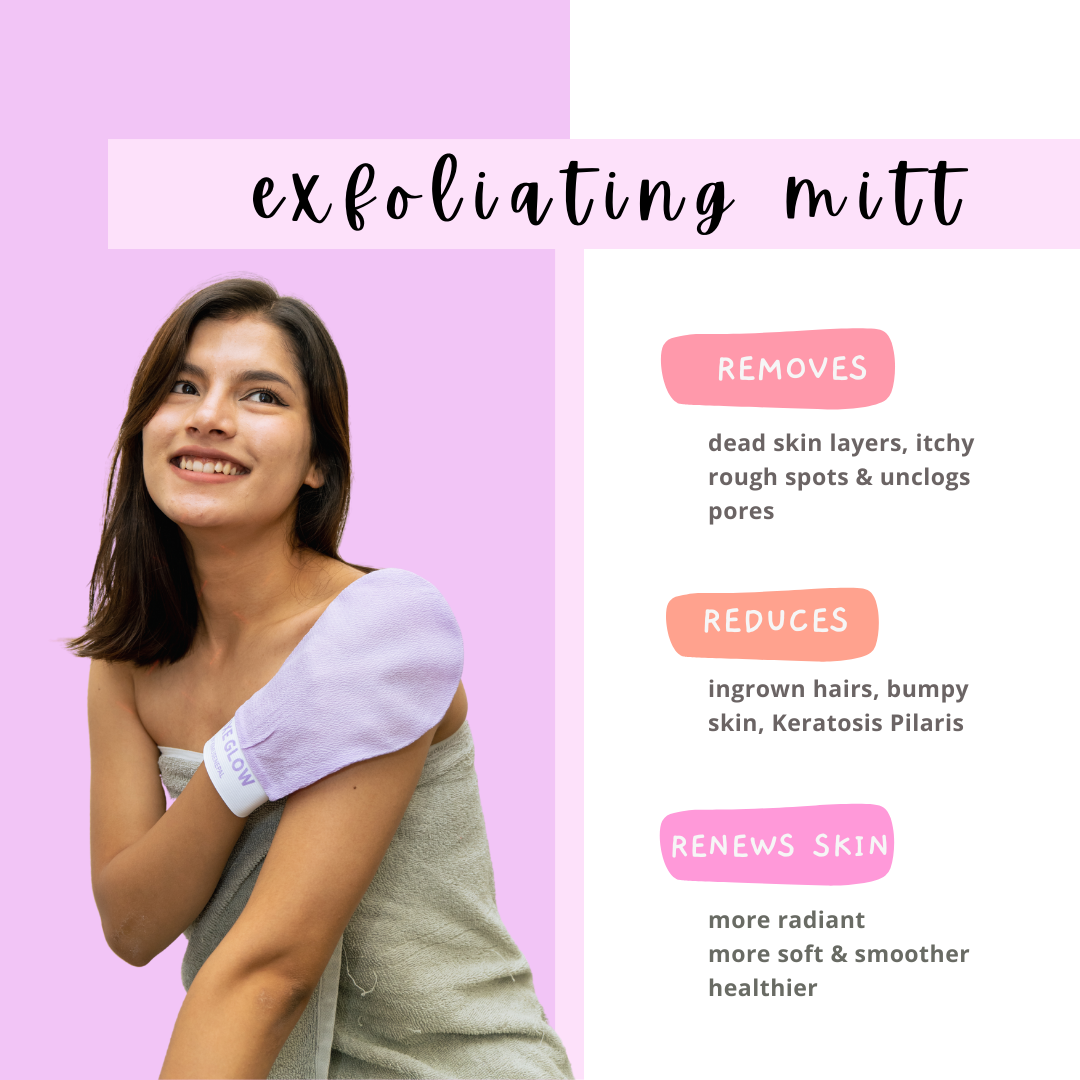 exfoliating mitt
REMOVES
dead skin layers, itchy
rough spots & unclogs
pores
REDUCES
ingrown hairs, bumpy
skin, Keratosis Pilaris
RENEWS SKIN
more radiant
more soft & smoother
healthier
GLOW